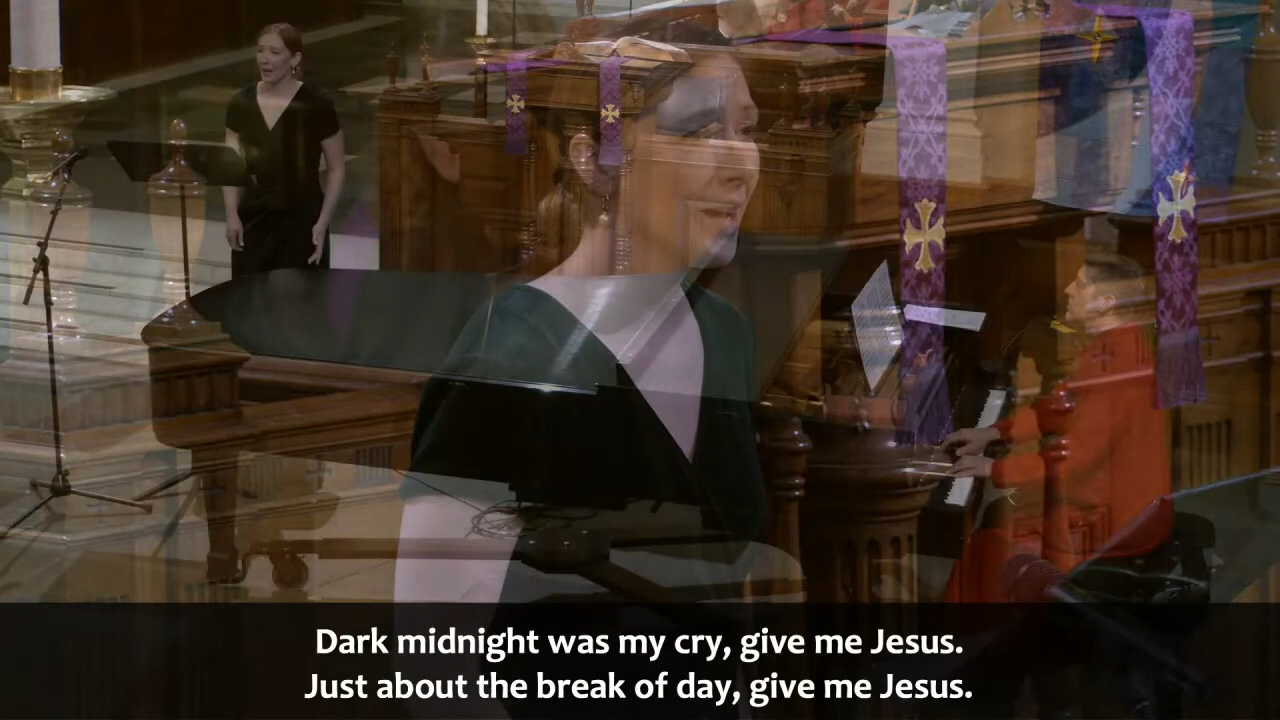 Dark midnight was my cry, give me Jesus.
Just about the break of day, give me Jesus.